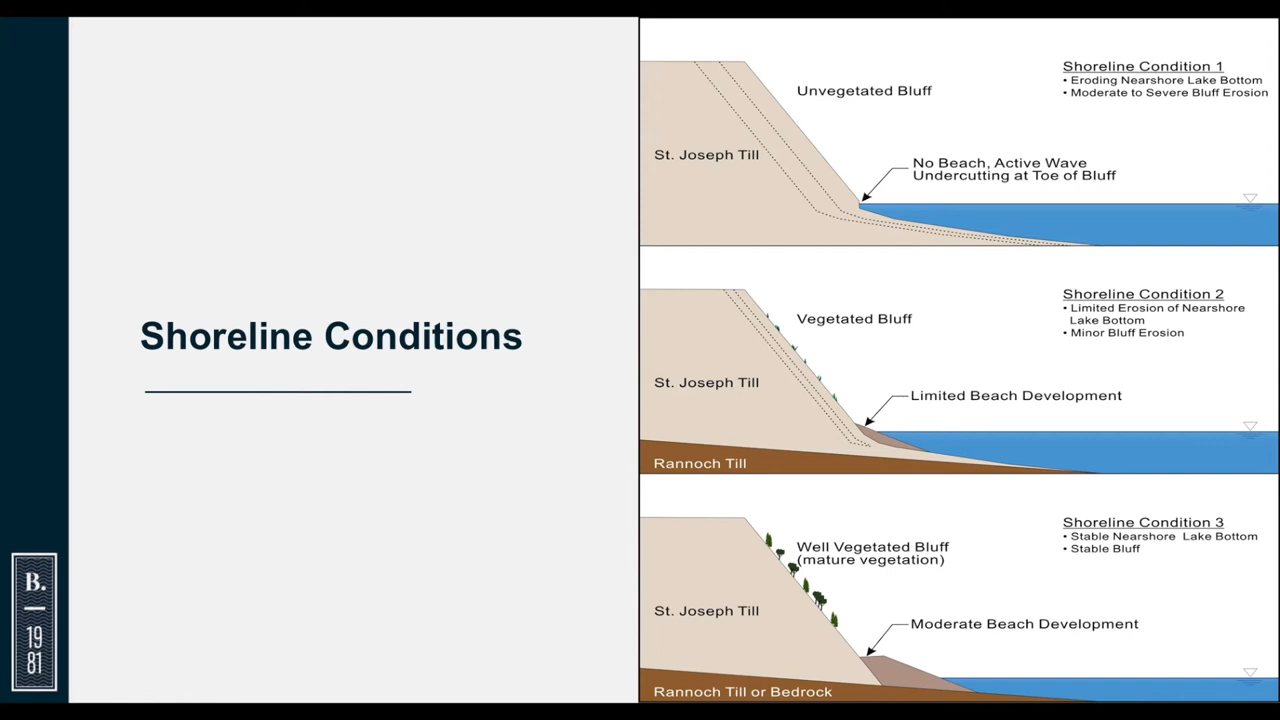 Shoreline Conditions
B.
19
81
Shoreline Condition 1
• Eroding Nearshore Lake Bottom
• Moderate to Severe Bluff Erosion
Unvegetated Bluff
St. Joseph Till
No Beach, Active Wave
Undercutting at Toe of Bluff
Shoreline Condition 2
• Limited Erosion of Nearshore
Lake Bottom
• Minor Bluff Erosion
Vegetated Bluff
St. Joseph Till
Limited Beach Development
Rannoch Till
Shoreline Condition 3
• Stable Nearshore Lake Bottom
• Stable Bluff
Well Vegetated Bluff
(mature vegetation)
St. Joseph Till
Moderate Beach Development
Rannoch Till or Bedrock